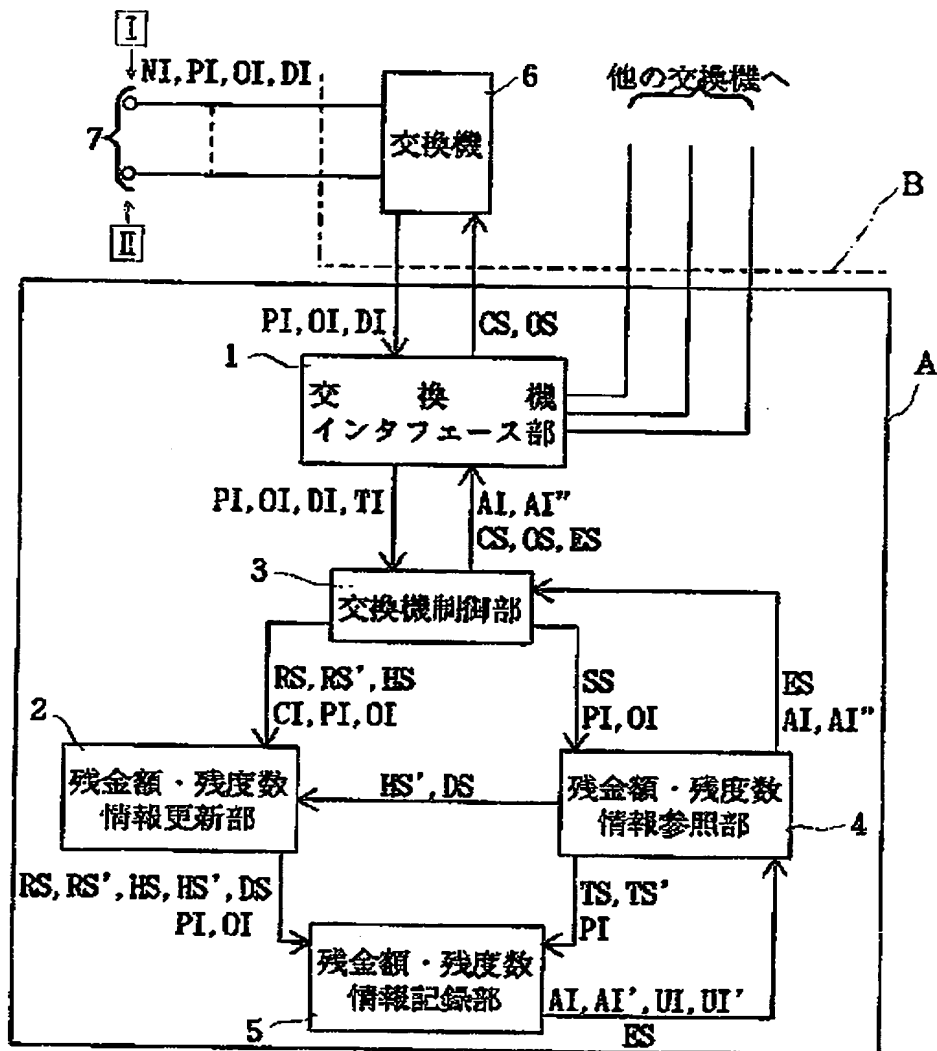 I
NI, PI, OI, DI
7
II
6
交換機
他の交換機へ
B
PI, OI, DI
CS, OS
1
交換機
インタフェース部
A
PI, OI, DI, TI
AI, AI”
CS, OS, ES
3
交換機制御部
RS, RS’, HS
CI, PI, OI
SS
PI, OI
ES
AI, AI”
2
残金額・残度数
情報更新部
HS’, DS
残金額・残度数
情報参照部
4
RS, RS’, HS, HS’, DS
PI, OI
TS, TS’
PI
残金額・残度数
情報記録部
5
AI, AI’, UI, UI’
ES